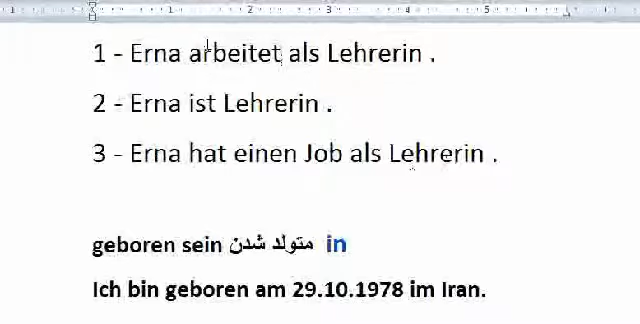 1 - Erna arbeitet als Lehrerin .
2 - Erna ist Lehrerin .
3 - Erna hat einen Job als Lehrerin .
geboren sein متولد شدن in
Ich bin geboren am 29.10.1978 im Iran.